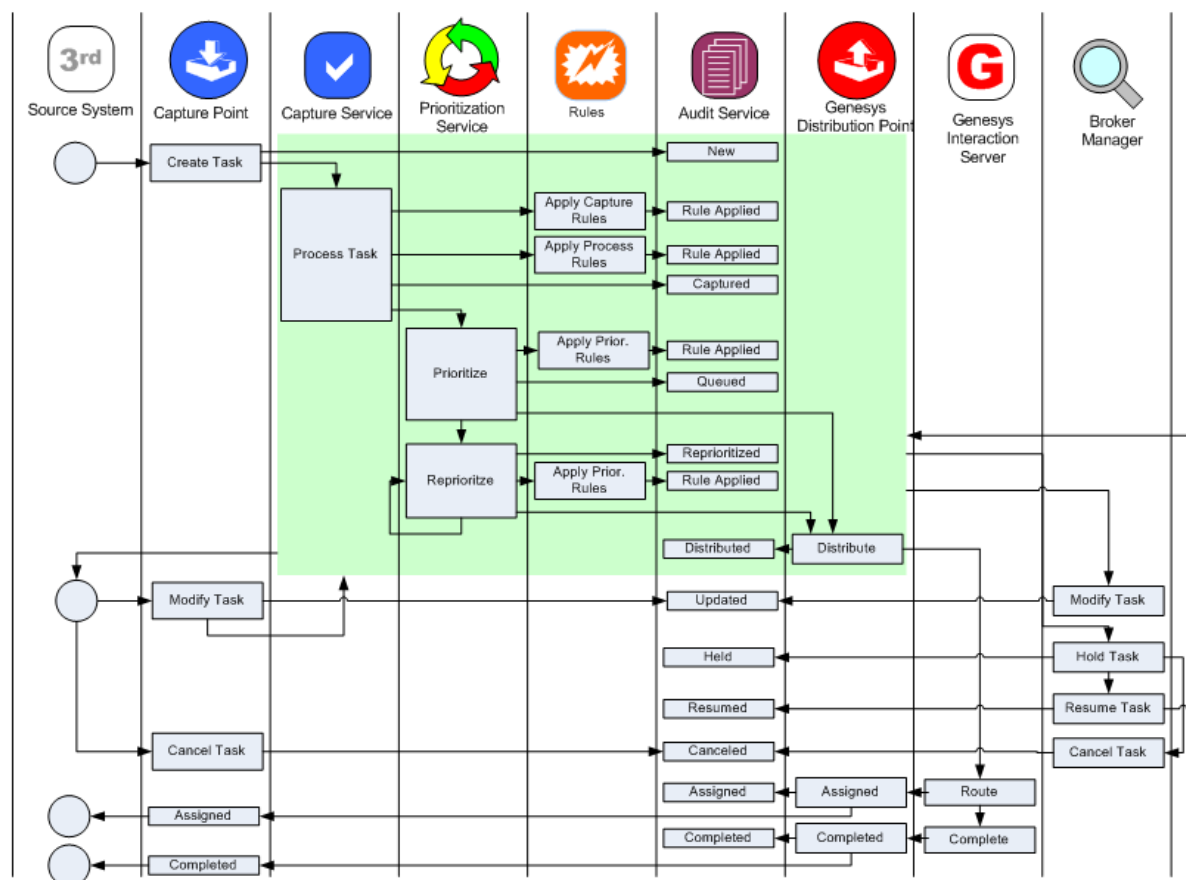 3rd
Source System
Capture Point
Capture Service
Prioritization
Service
Rules
Audit Service
Genesys
Distribution Point
G
Genesys
Interaction
Server
Broker
Manager
Create Task
New
Process Task
Apply Capture
Rules
Rule Applied
Apply Process
Rules
Rule Applied
Captured
Prioritize
Apply Prior.
Rules
Rule Applied
Queued
Reprioritze
Reprioritized
Apply Prior.
Rules
Rule Applied
Distributed
Distribute
Modify Task
Updated
Modify Task
Held
Hold Task
Resumed
Resume Task
Cancel Task
Canceled
Cancel Task
Assigned
Assigned
Route
Assigned
Completed
Completed
Complete
Completed